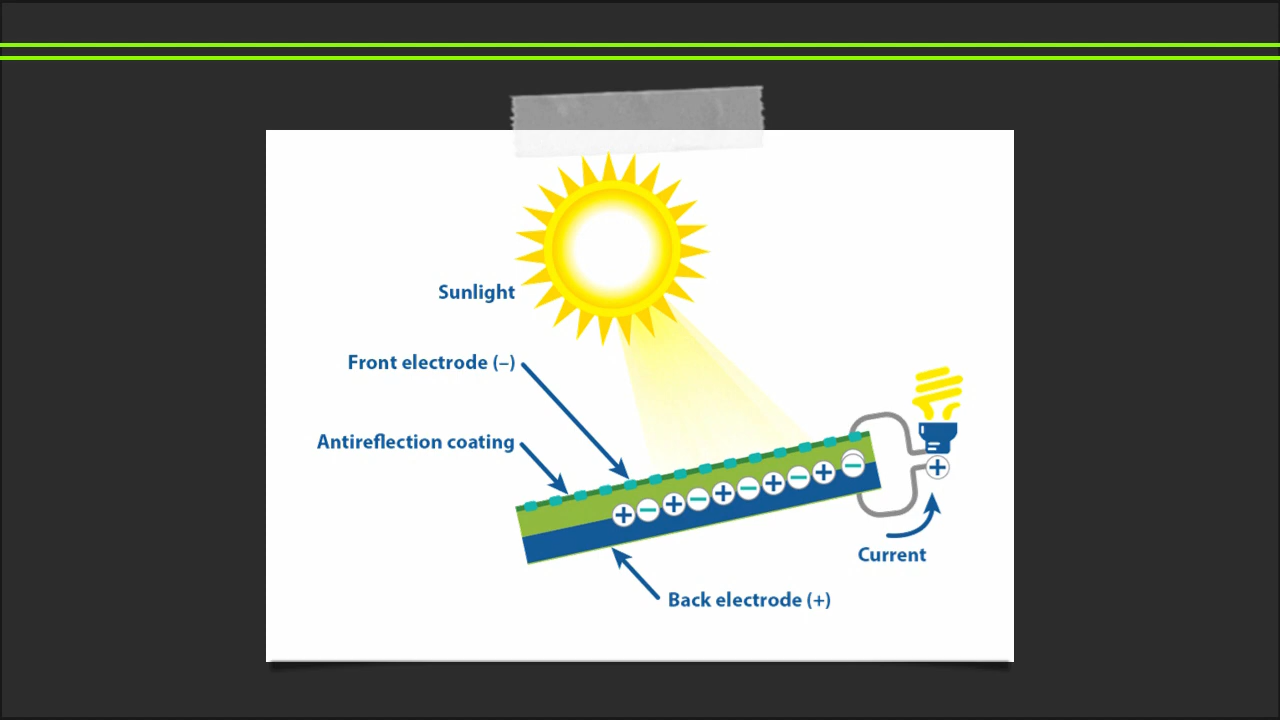 Sunlight
Front electrode (–)
Antireflection coating
Current
Back electrode (+)